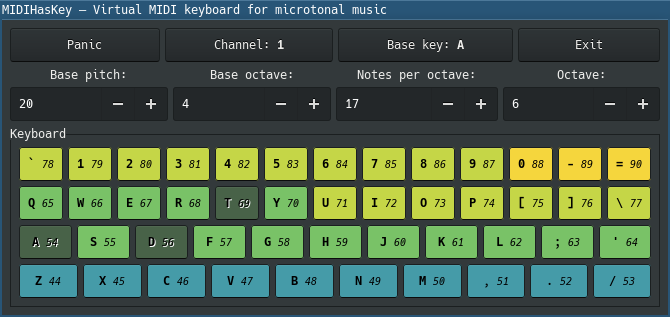 MIDIHasKey — Virtual MIDI keyboard for microtonal music
Panic Channel: 1 Base key: A Exit
Base pitch: Base octave: Notes per octave: Octave:
20 − + 4 − + 17 − + 6 − +
Keyboard
` 78 1 79 2 80 3 81 4 82 5 83 6 84 7 85 8 86 9 87 0 88 - 89 = 90
Q 65 W 66 E 67 R 68 T 69 Y 70 U 71 I 72 O 73 P 74 [ 75 ] 76 \ 77
A 54 S 55 D 56 F 57 G 58 H 59 J 60 K 61 L 62 ; 63 ' 64
Z 44 X 45 C 46 V 47 B 48 N 49 M 50 , 51 . 52 / 53